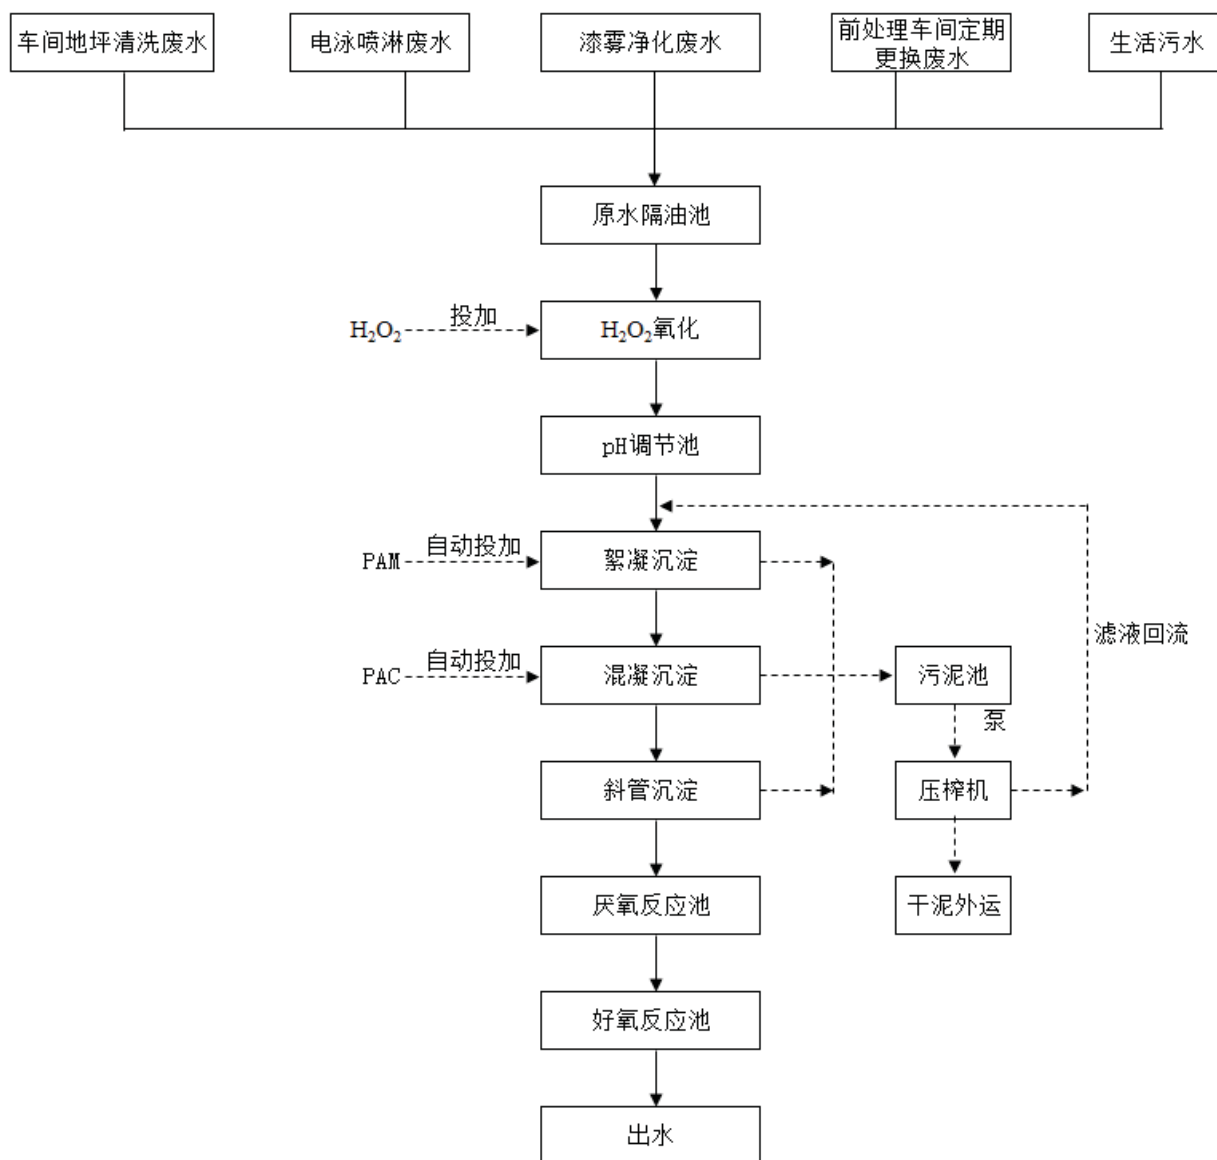 车间地坪清洗废水
电泳喷淋废水
漆雾净化废水
前处理车间定期
更换废水
生活污水
原水隔油池
H₂O₂
投加
H₂O₂氧化
pH调节池
PAM
自动投加
絮凝沉淀
滤液回流
PAC
自动投加
混凝沉淀
污泥池
泵
斜管沉淀
压榨机
厌氧反应池
干泥外运
好氧反应池
出水